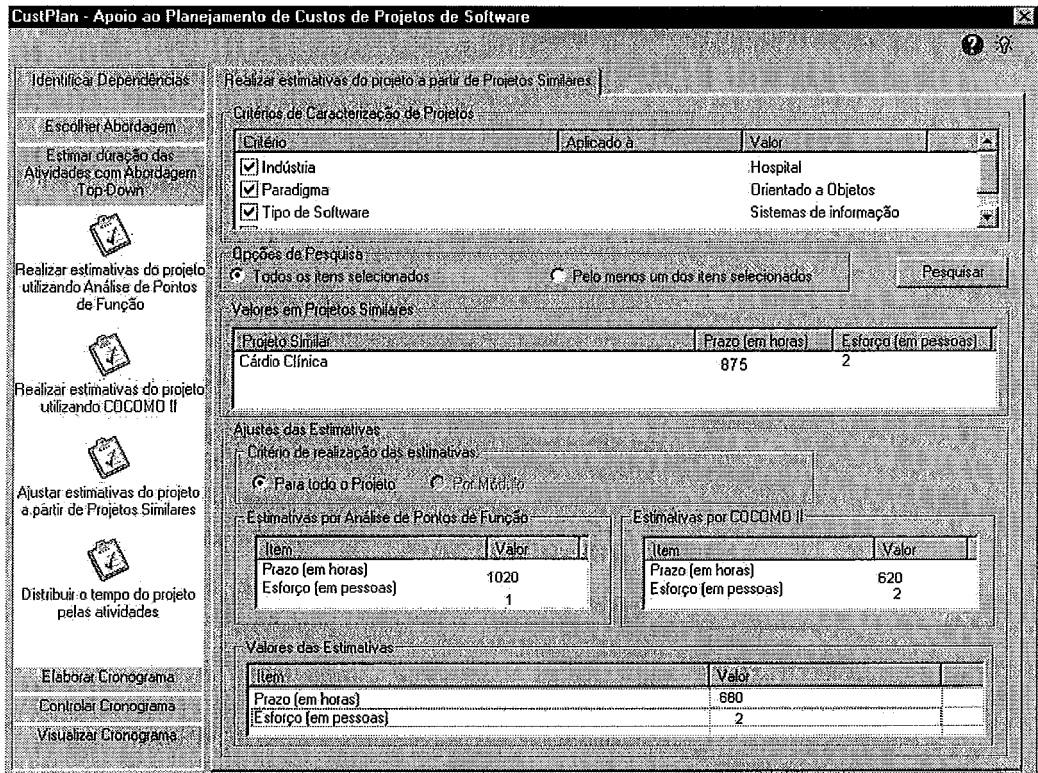 CustPlan - Apoio ao Planejamento de Custos de Projetos de Software
Identificar Dependências
Escolher Abordagem
Estimar duração das
Atividades com Abordagem
Top-Down
Realizar estimativas do projeto
utilizando Análise de Pontos
de Função
Realizar estimativas do projeto
utilizando COCOMO II
Ajustar estimativas do projeto
a partir de Projetos Similares
Distribuir o tempo do projeto
pelas atividades
Elaborar Cronograma
Controlar Cronograma
Visualizar Cronograma
Realizar estimativas do projeto a partir de Projetos Similares
Critérios de Caracterização de Projetos
Critério Aplicado à Valor
Indústria Hospital
Paradigma Orientado a Objetos
Tipo de Software Sistemas de informação
Opções de Pesquisa
Todos os itens selecionados Pelo menos um dos itens selecionados Pesquisar
Valores em Projetos Similares
Projeto Similar Prazo (em horas) Esforço (em pessoas)
Cárdio Clínica 875 2
Ajustes das Estimativas
Critério de realização das estimativas:
Para todo o Projeto Por Módulo
Estimativas por Análise de Pontos de Função
Item Valor
Prazo (em horas) 1020
Esforço (em pessoas) 1
Estimativas por COCOMO II
Item Valor
Prazo (em horas) 620
Esforço (em pessoas) 2
Valores das Estimativas
Item Valor
Prazo (em horas) 680
Esforço (em pessoas) 2